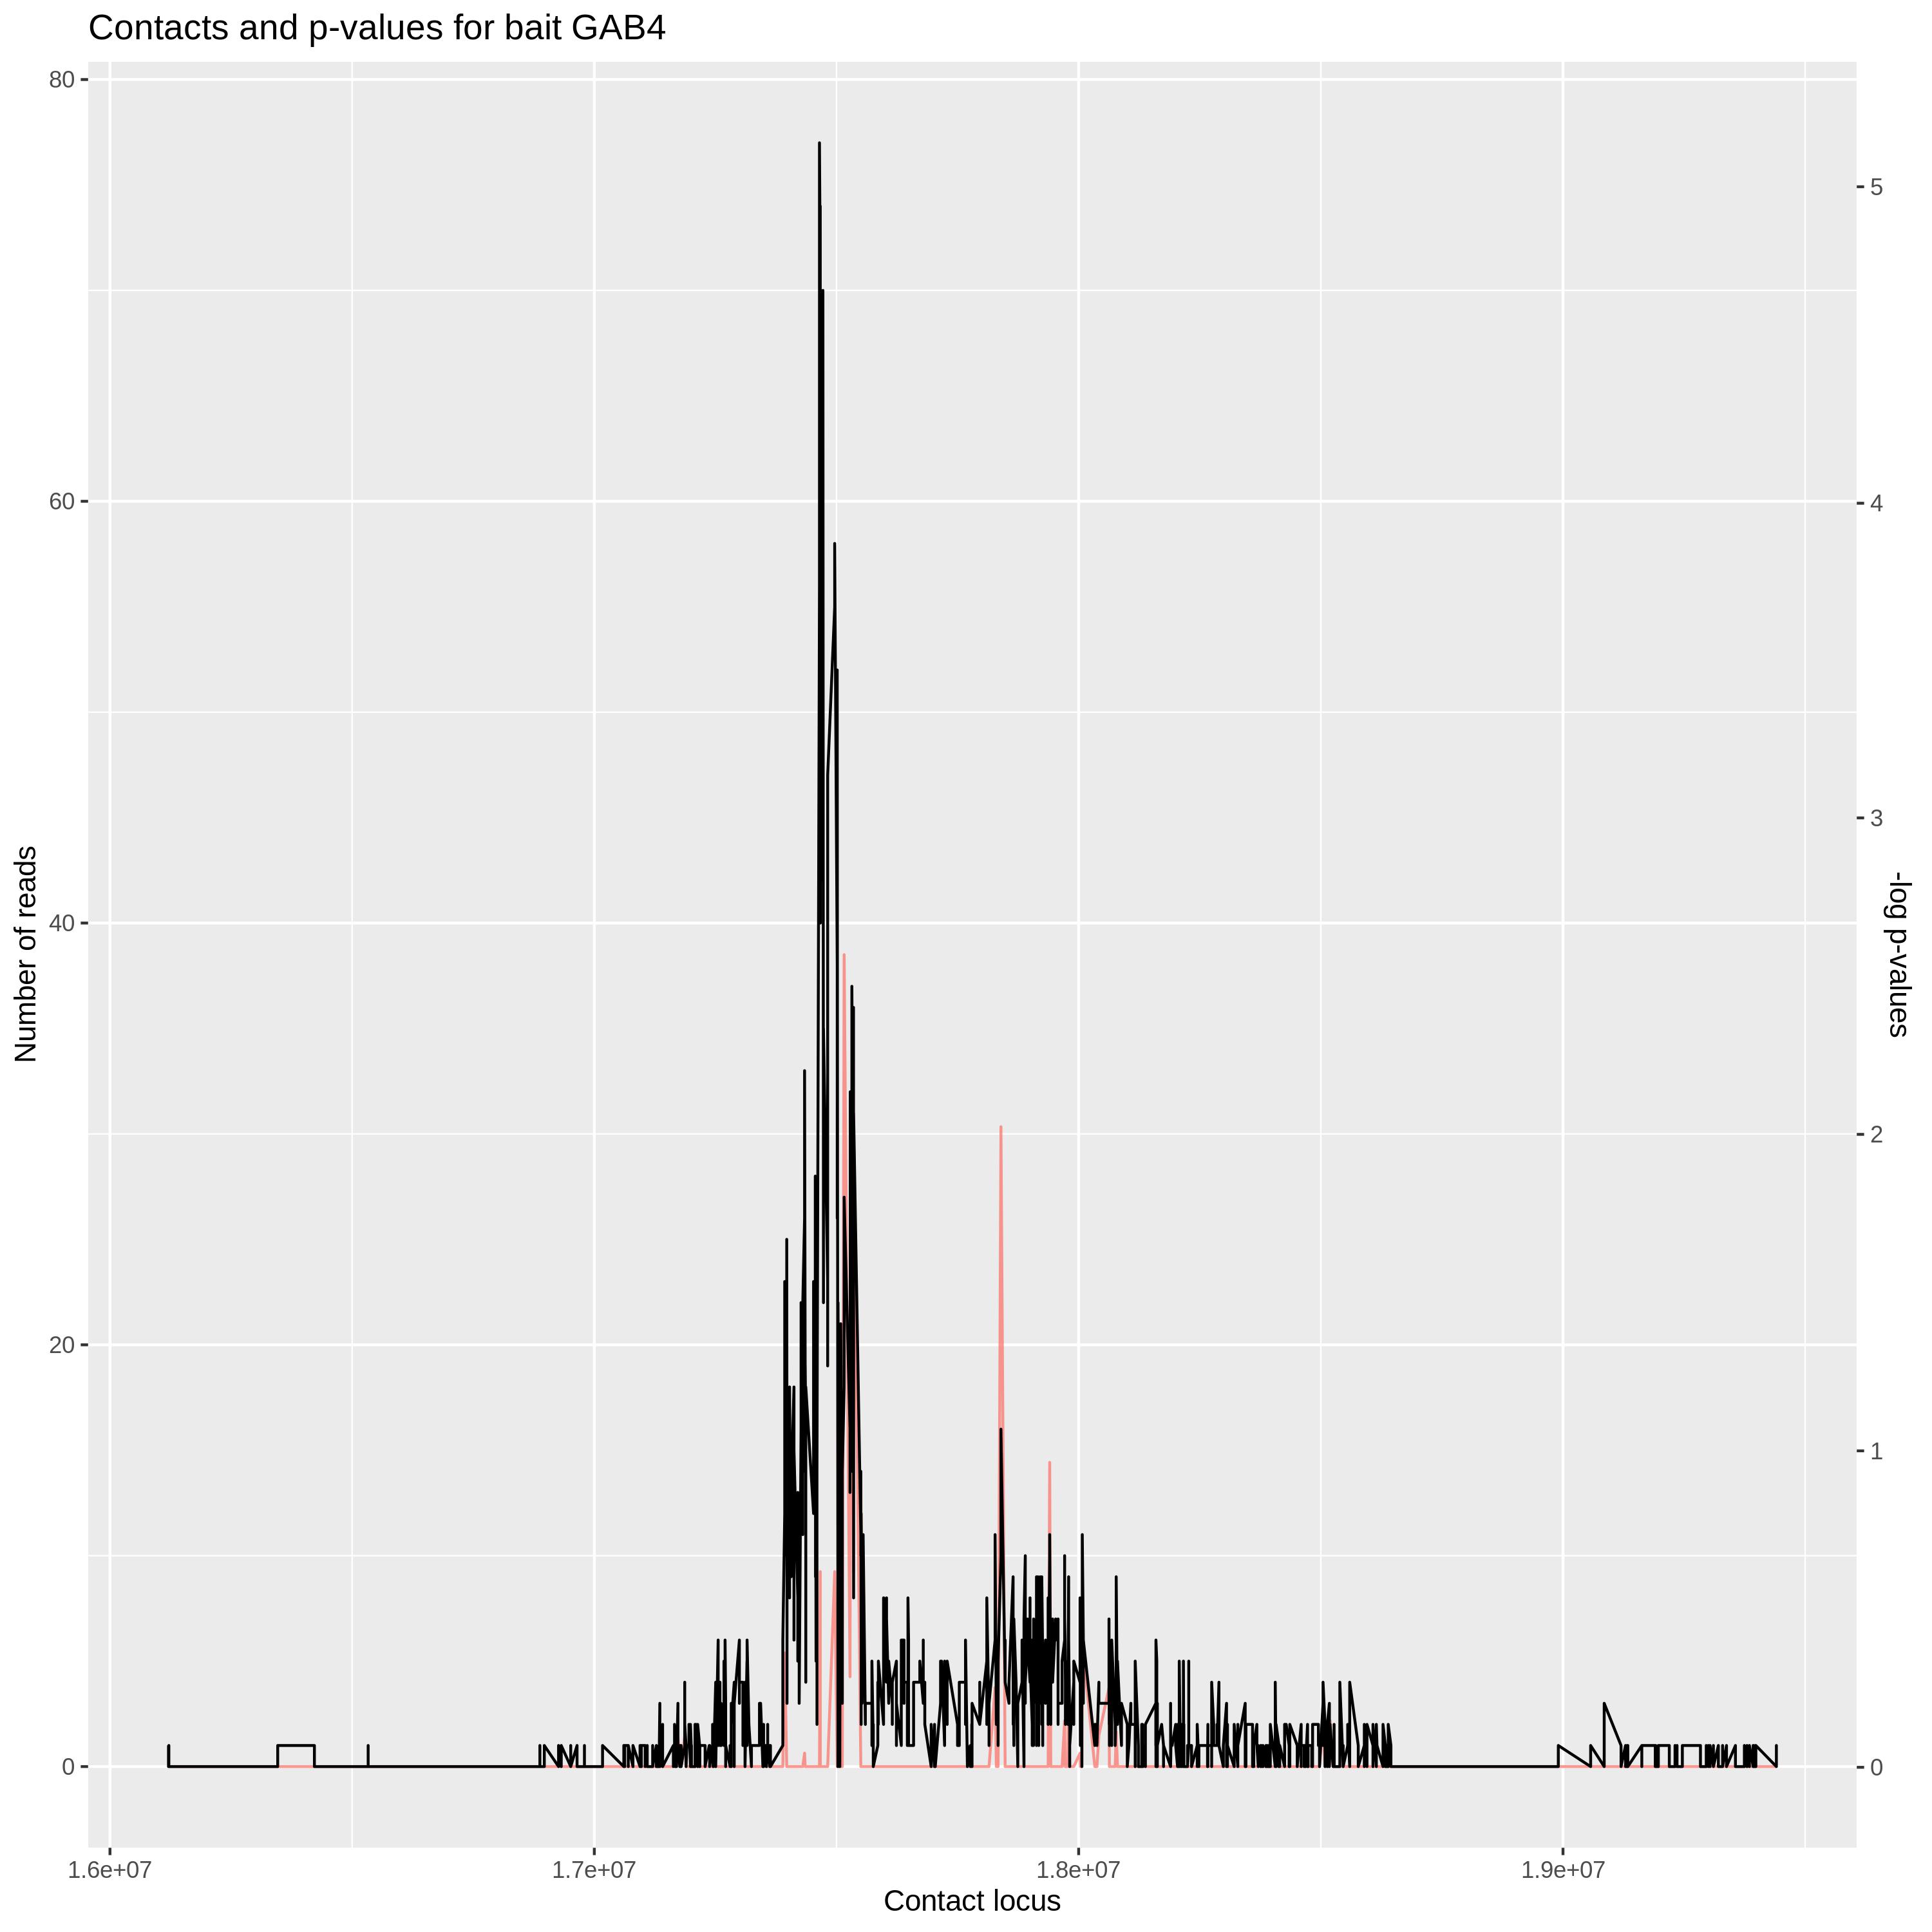 Contacts and p-values for bait GAB4
80
60
40
20
0
5
4
3
2
1
0
Number of reads
-log p-values
1.6e+07
1.7e+07
1.8e+07
1.9e+07
Contact locus